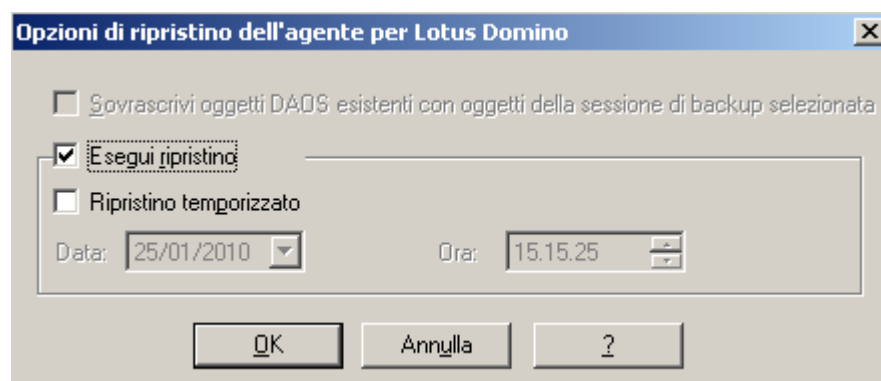 Opzioni di ripristino dell'agente per Lotus Domino
Sovrascrivi oggetti DAOS esistenti con oggetti della sessione di backup selezionata
Esegui ripristino
Ripristino temporizzato
Data: 25/01/2010 Ora: 15.15.25
OK Annulla ?